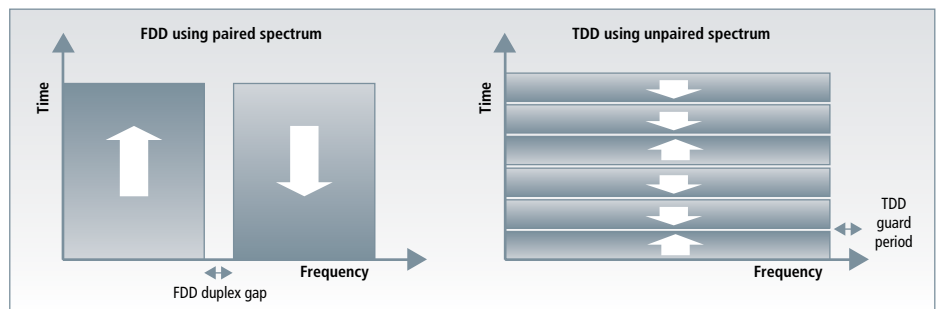 FDD using paired spectrum
Time
Frequency
FDD duplex gap
TDD using unpaired spectrum
Time
TDD
guard
period
Frequency